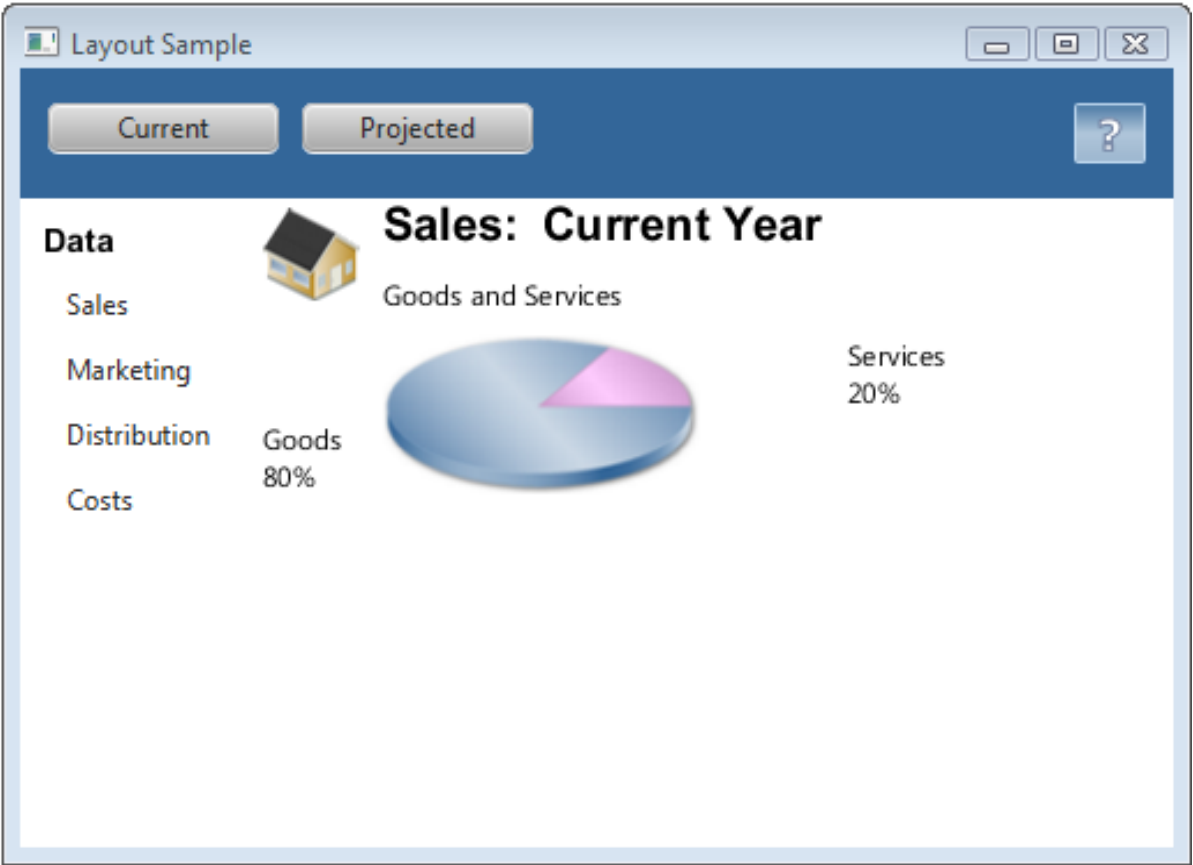 Layout Sample
Current
Projected
?
Data
Sales
Marketing
Distribution
Costs
Sales:  Current Year
Goods and Services
Goods
80%
Services
20%